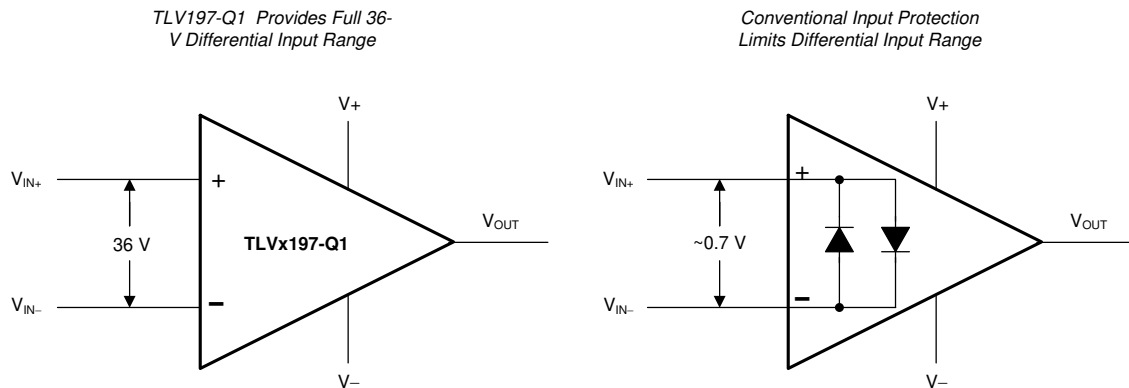 TLV197-Q1 Provides Full 36-
V Differential Input Range
V+
VIN+
+
36 V
TLVx197-Q1
VOUT
VIN–
–
V–
Conventional Input Protection
Limits Differential Input Range
V+
VIN+
+
~0.7 V
VOUT
VIN–
–
V–